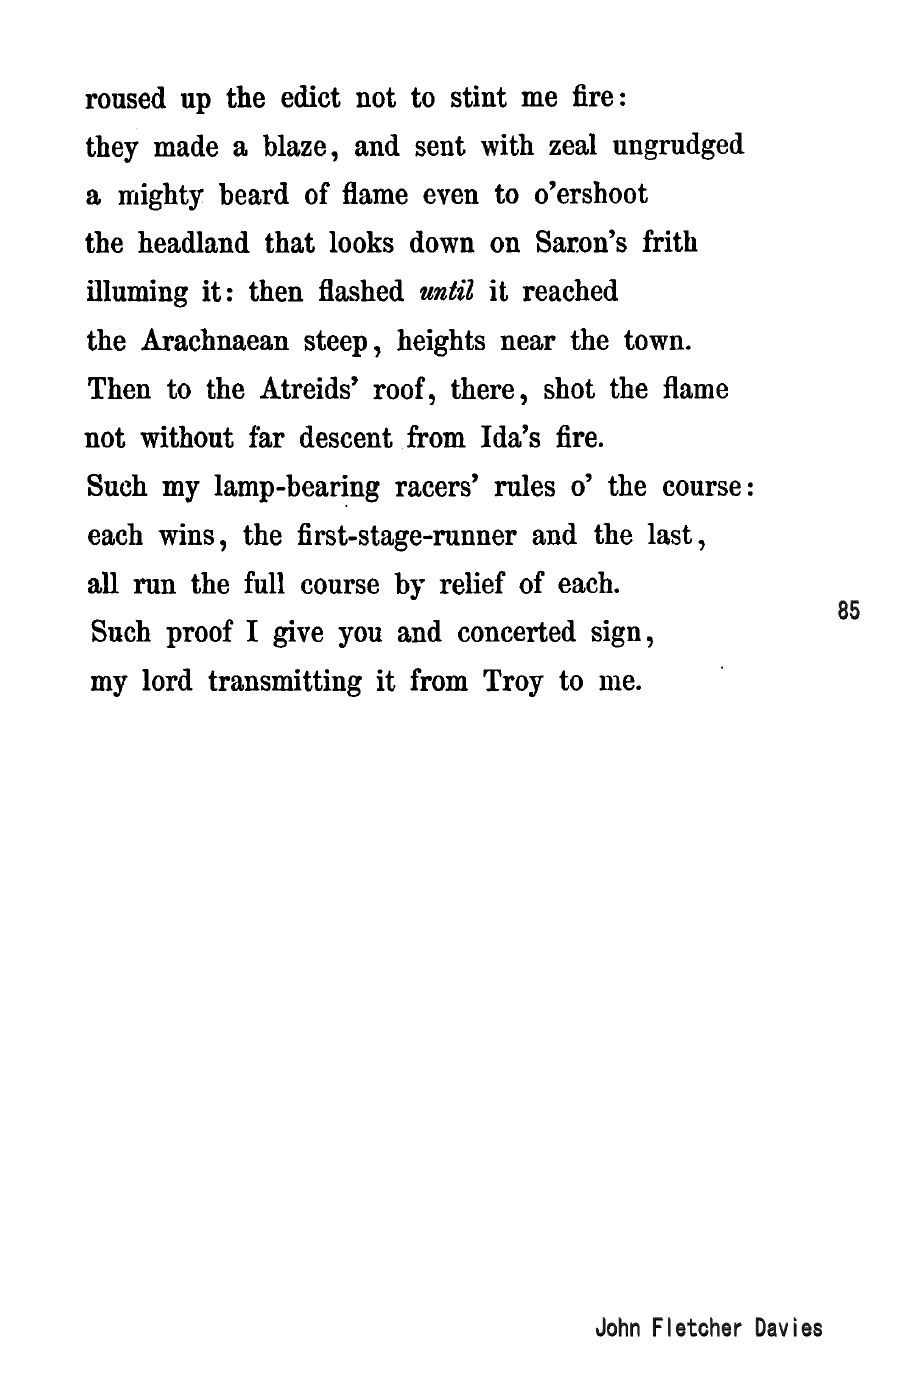 roused up the edict not to stint me fire:
they made a blaze, and sent with zeal ungrudged
a mighty beard of flame even to o’ershoot
the headland that looks down on Saron’s frith
illuming it: then flashed until it reached
the Arachnaean steep, heights near the town.
Then to the Atreids’ roof, there, shot the flame
not without far descent from Ida’s fire.
Such my lamp-bearing racers’ rules o’ the course:
each wins, the first-stage-runner and the last,
all run the full course by relief of each.
85
Such proof I give you and concerted sign,
my lord transmitting it from Troy to me.
John Fletcher Davies